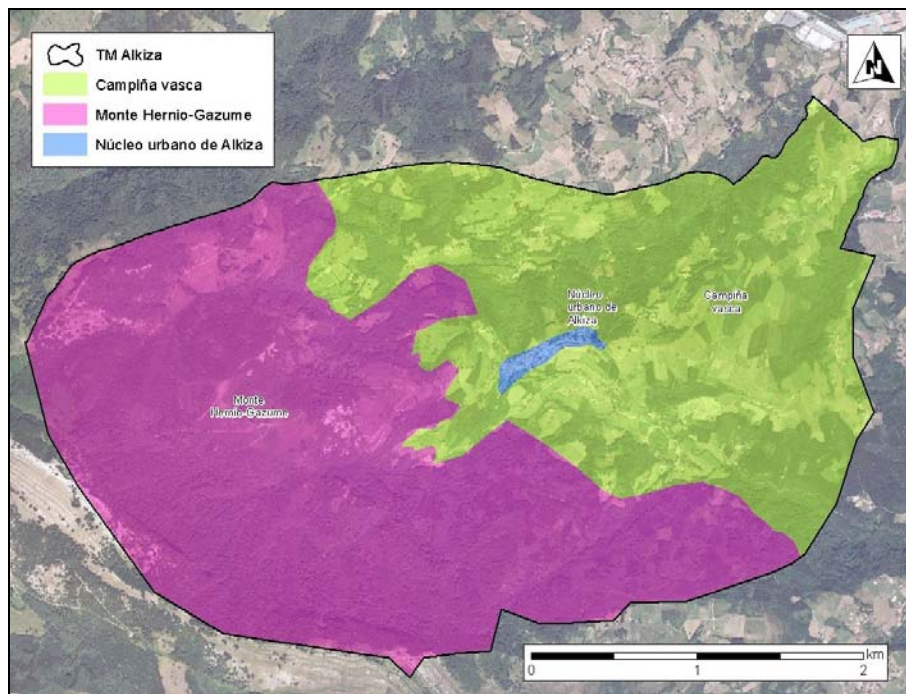 TM Alkiza
Campiña vasca
Monte Hernio-Gazume
Núcleo urbano de Alkiza
N
Núcleo
urbano de
Alkiza
Campiña
vasca
Monte
Hernio-Gazume
km
0 1 2